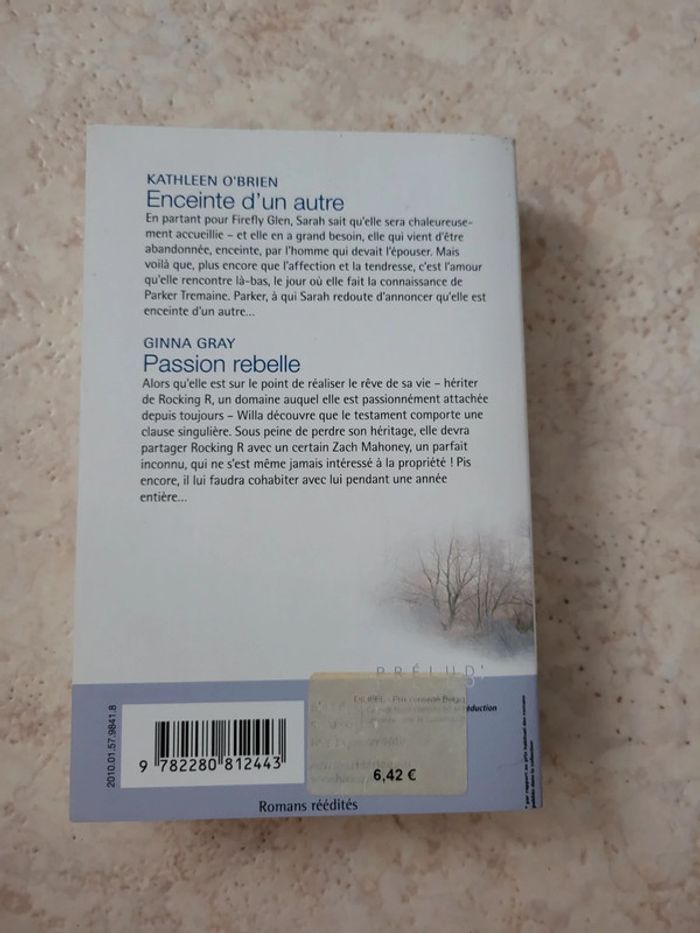 KATHLEEN O'BRIEN
Enceinte d'un autre
En partant pour Firefly Glen, Sarah sait qu'elle sera chaleureuse-
ment accueillie – et elle en a grand besoin, elle qui vient d'être
abandonnée, enceinte, par l'homme qui devait l'épouser. Mais
voilà que, plus encore que l'affection et la tendresse, c'est l'amour
qu'elle rencontre là-bas, le jour où elle fait la connaissance de
Parker Tremaine. Parker, à qui Sarah redoute d'annoncer qu'elle est
enceinte d'un autre...
GINNA GRAY
Passion rebelle
Alors qu'elle est sur le point de réaliser le rêve de sa vie – hériter
de Rocking R, un domaine auquel elle est passionnément attachée
depuis toujours – Willa découvre que le testament comporte une
clause singulière. Sous peine de perdre son héritage, elle devra
partager Rocking R avec un certain Zach Mahoney, un parfait
inconnu, qui ne s'est même jamais intéressé à la propriété ! Pis
encore, il lui faudra cohabiter avec lui pendant une année
entière...
PRÉLUD'
6,42 €
2010.01.57.9841.8
9 782280 812443
Romans réédités